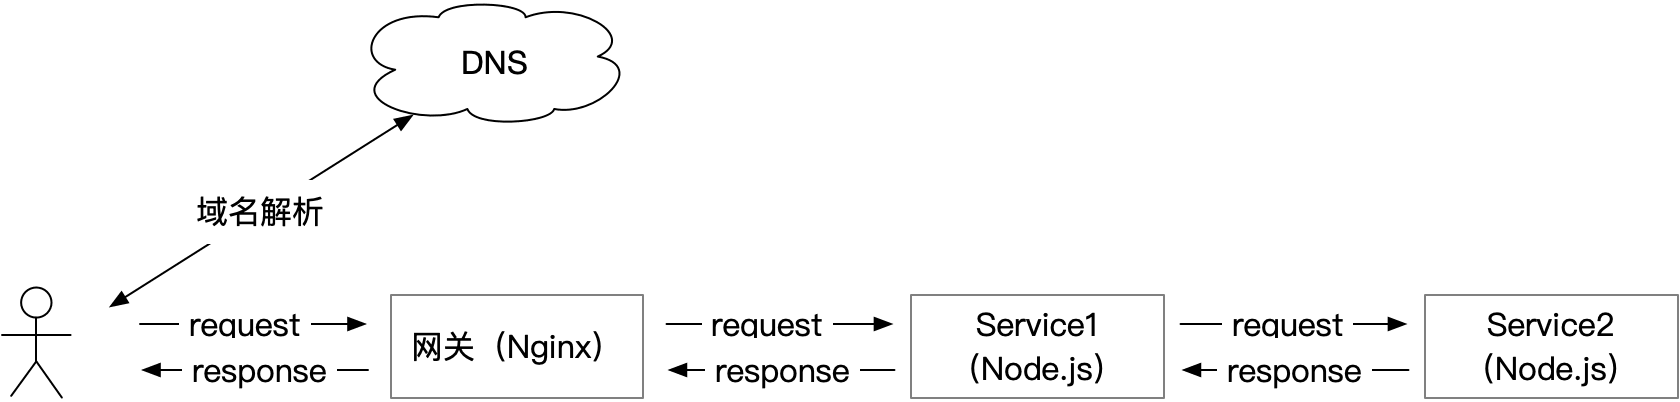 DNS
域名解析
request
response
网关（Nginx）
request
response
Service1
(Node.js)
request
response
Service2
(Node.js)